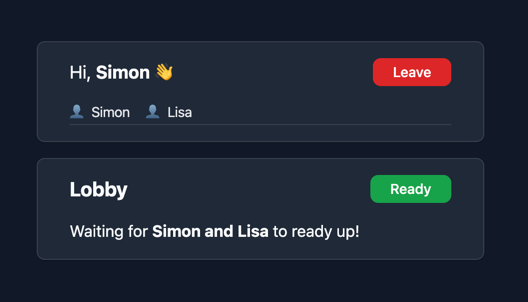 Hi, Simon 👋
Leave
👤 Simon 👤 Lisa
Lobby
Ready
Waiting for Simon and Lisa to ready up!